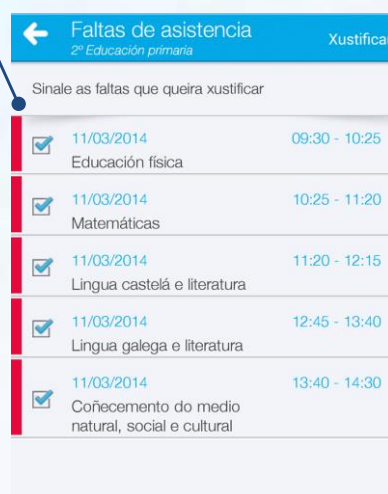 Faltas de asistencia
2º Educación primaria
Xustificar
Sinale as faltas que queira xustificar
11/03/2014 09:30 - 10:25
Educación física
11/03/2014 10:25 - 11:20
Matemáticas
11/03/2014 11:20 - 12:15
Lingua castelá e literatura
11/03/2014 12:45 - 13:40
Lingua galega e literatura
11/03/2014 13:40 - 14:30
Coñecemento do medio
natural, social e cultural